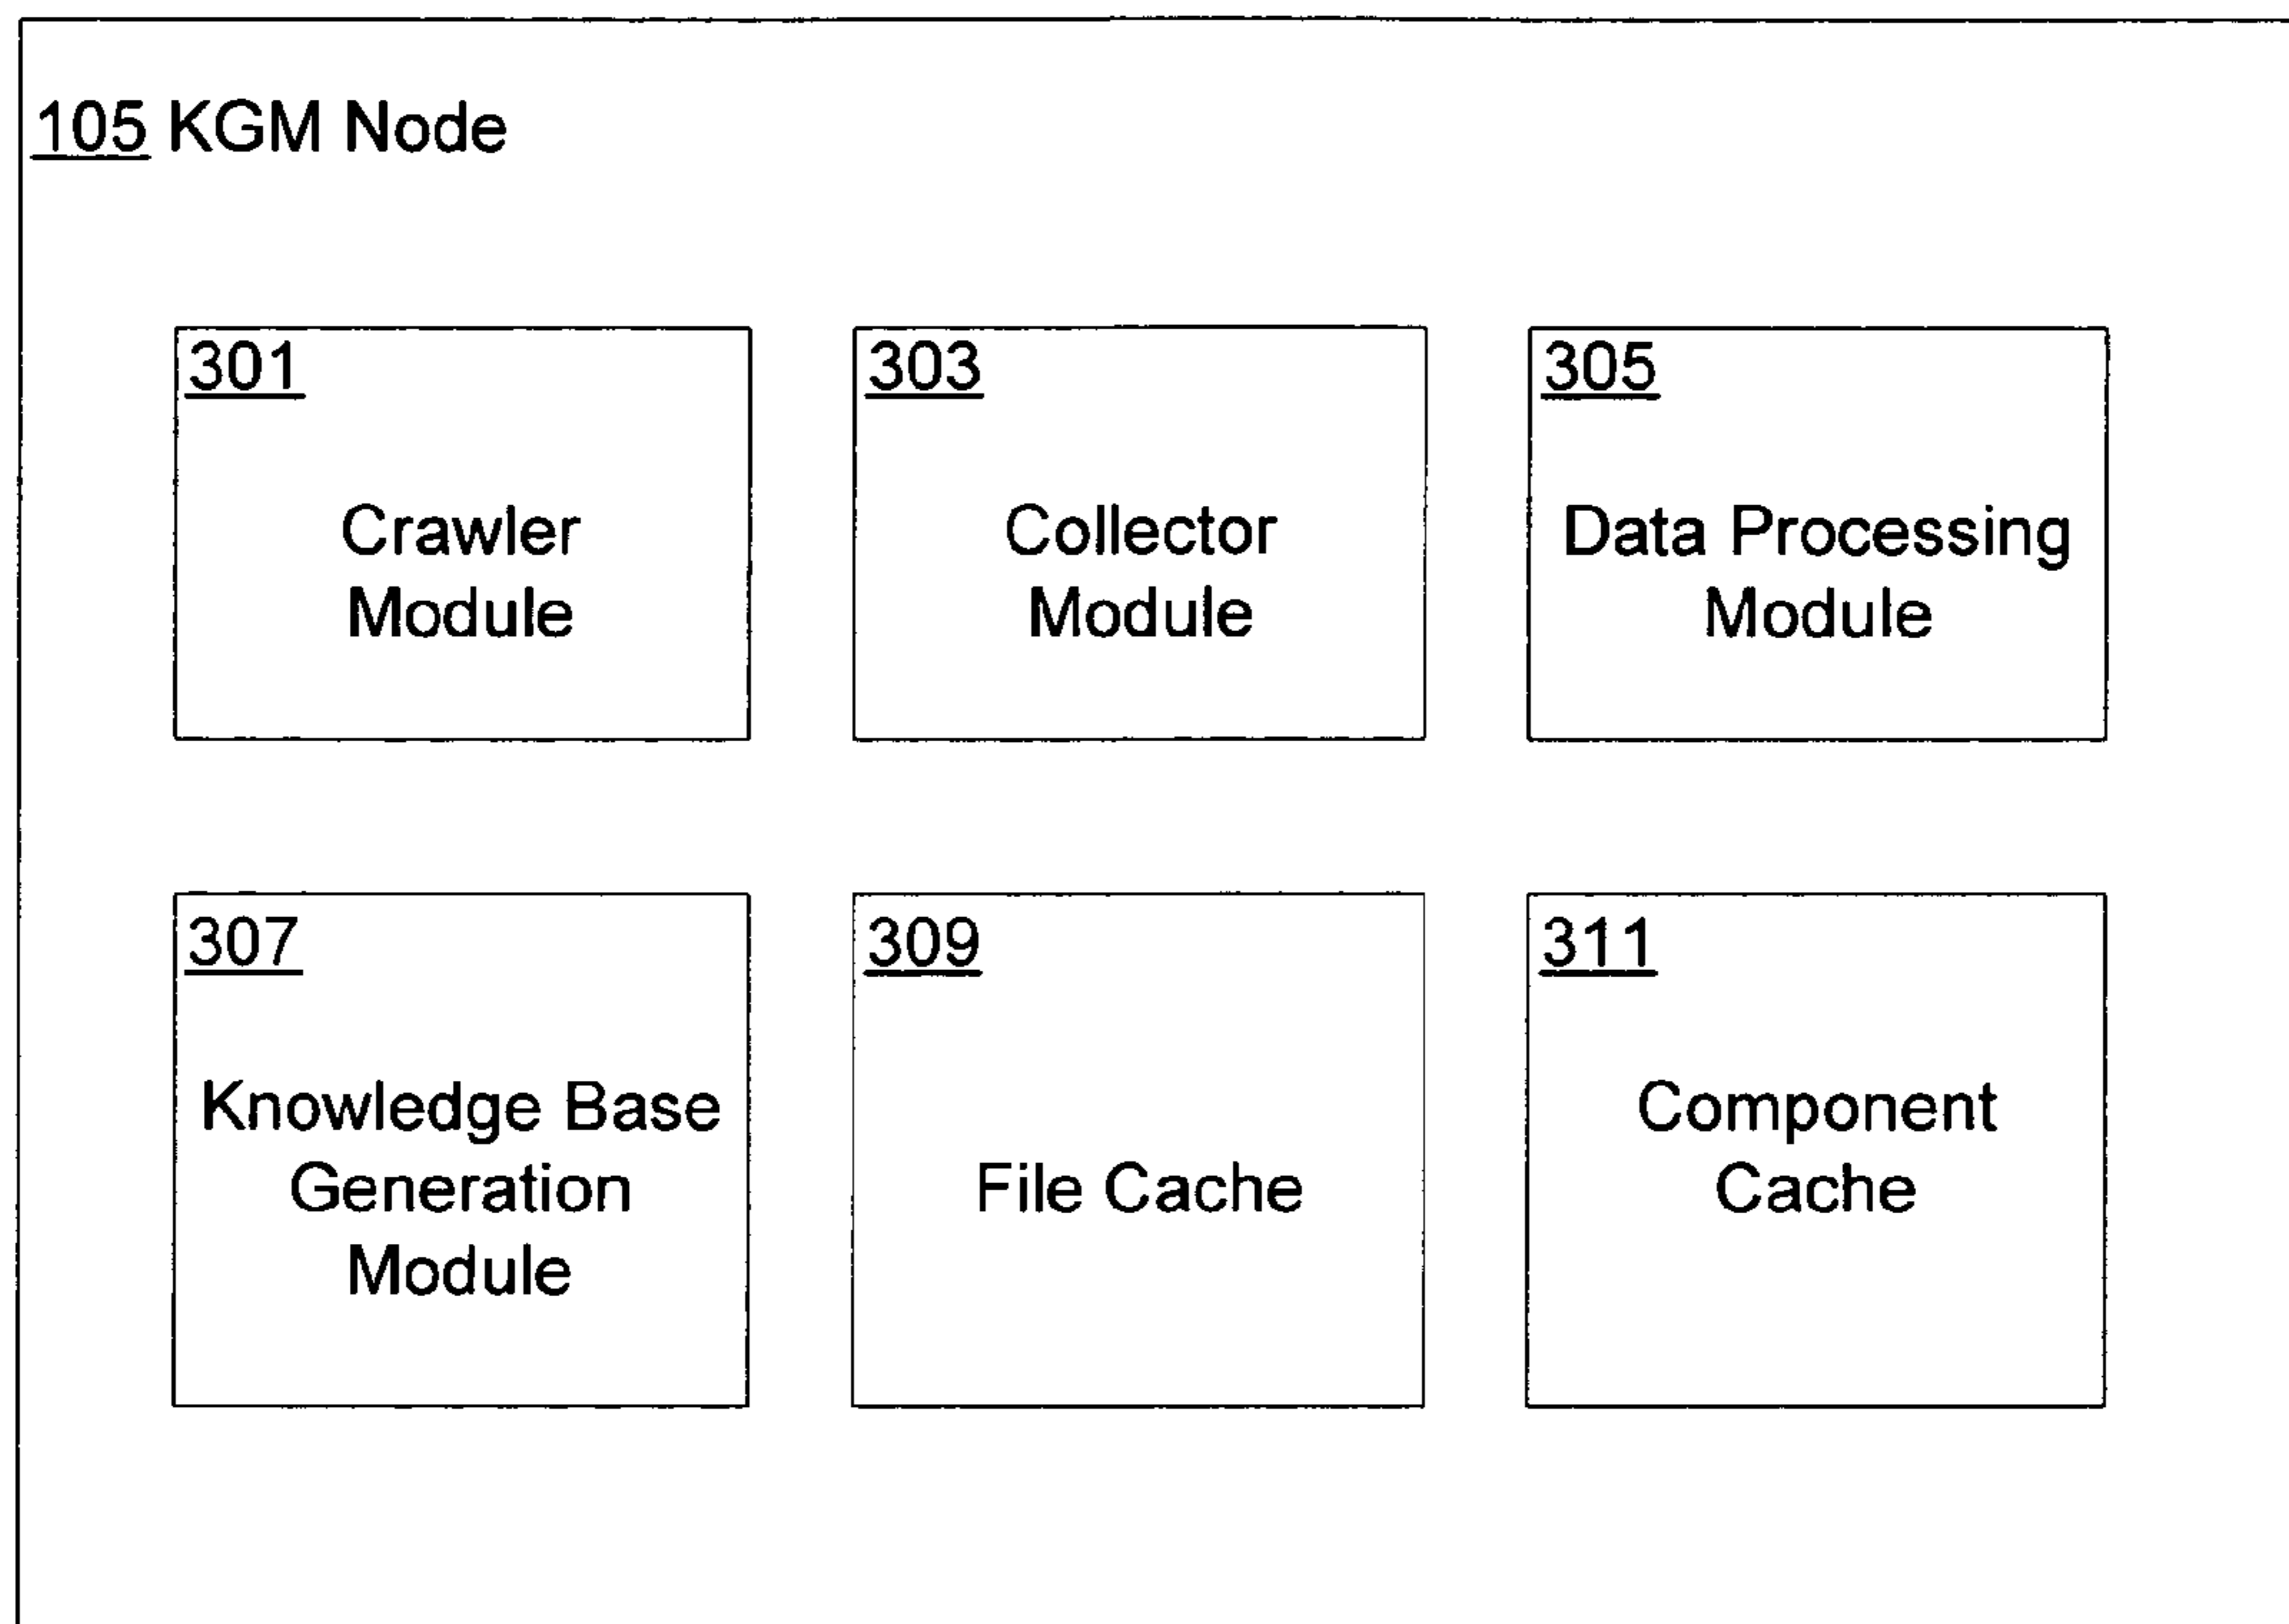 105 KGM Node
301
Crawler
Module
303
Collector
Module
305
Data Processing
Module
307
Knowledge Base
Generation
Module
309
File Cache
311
Component
Cache